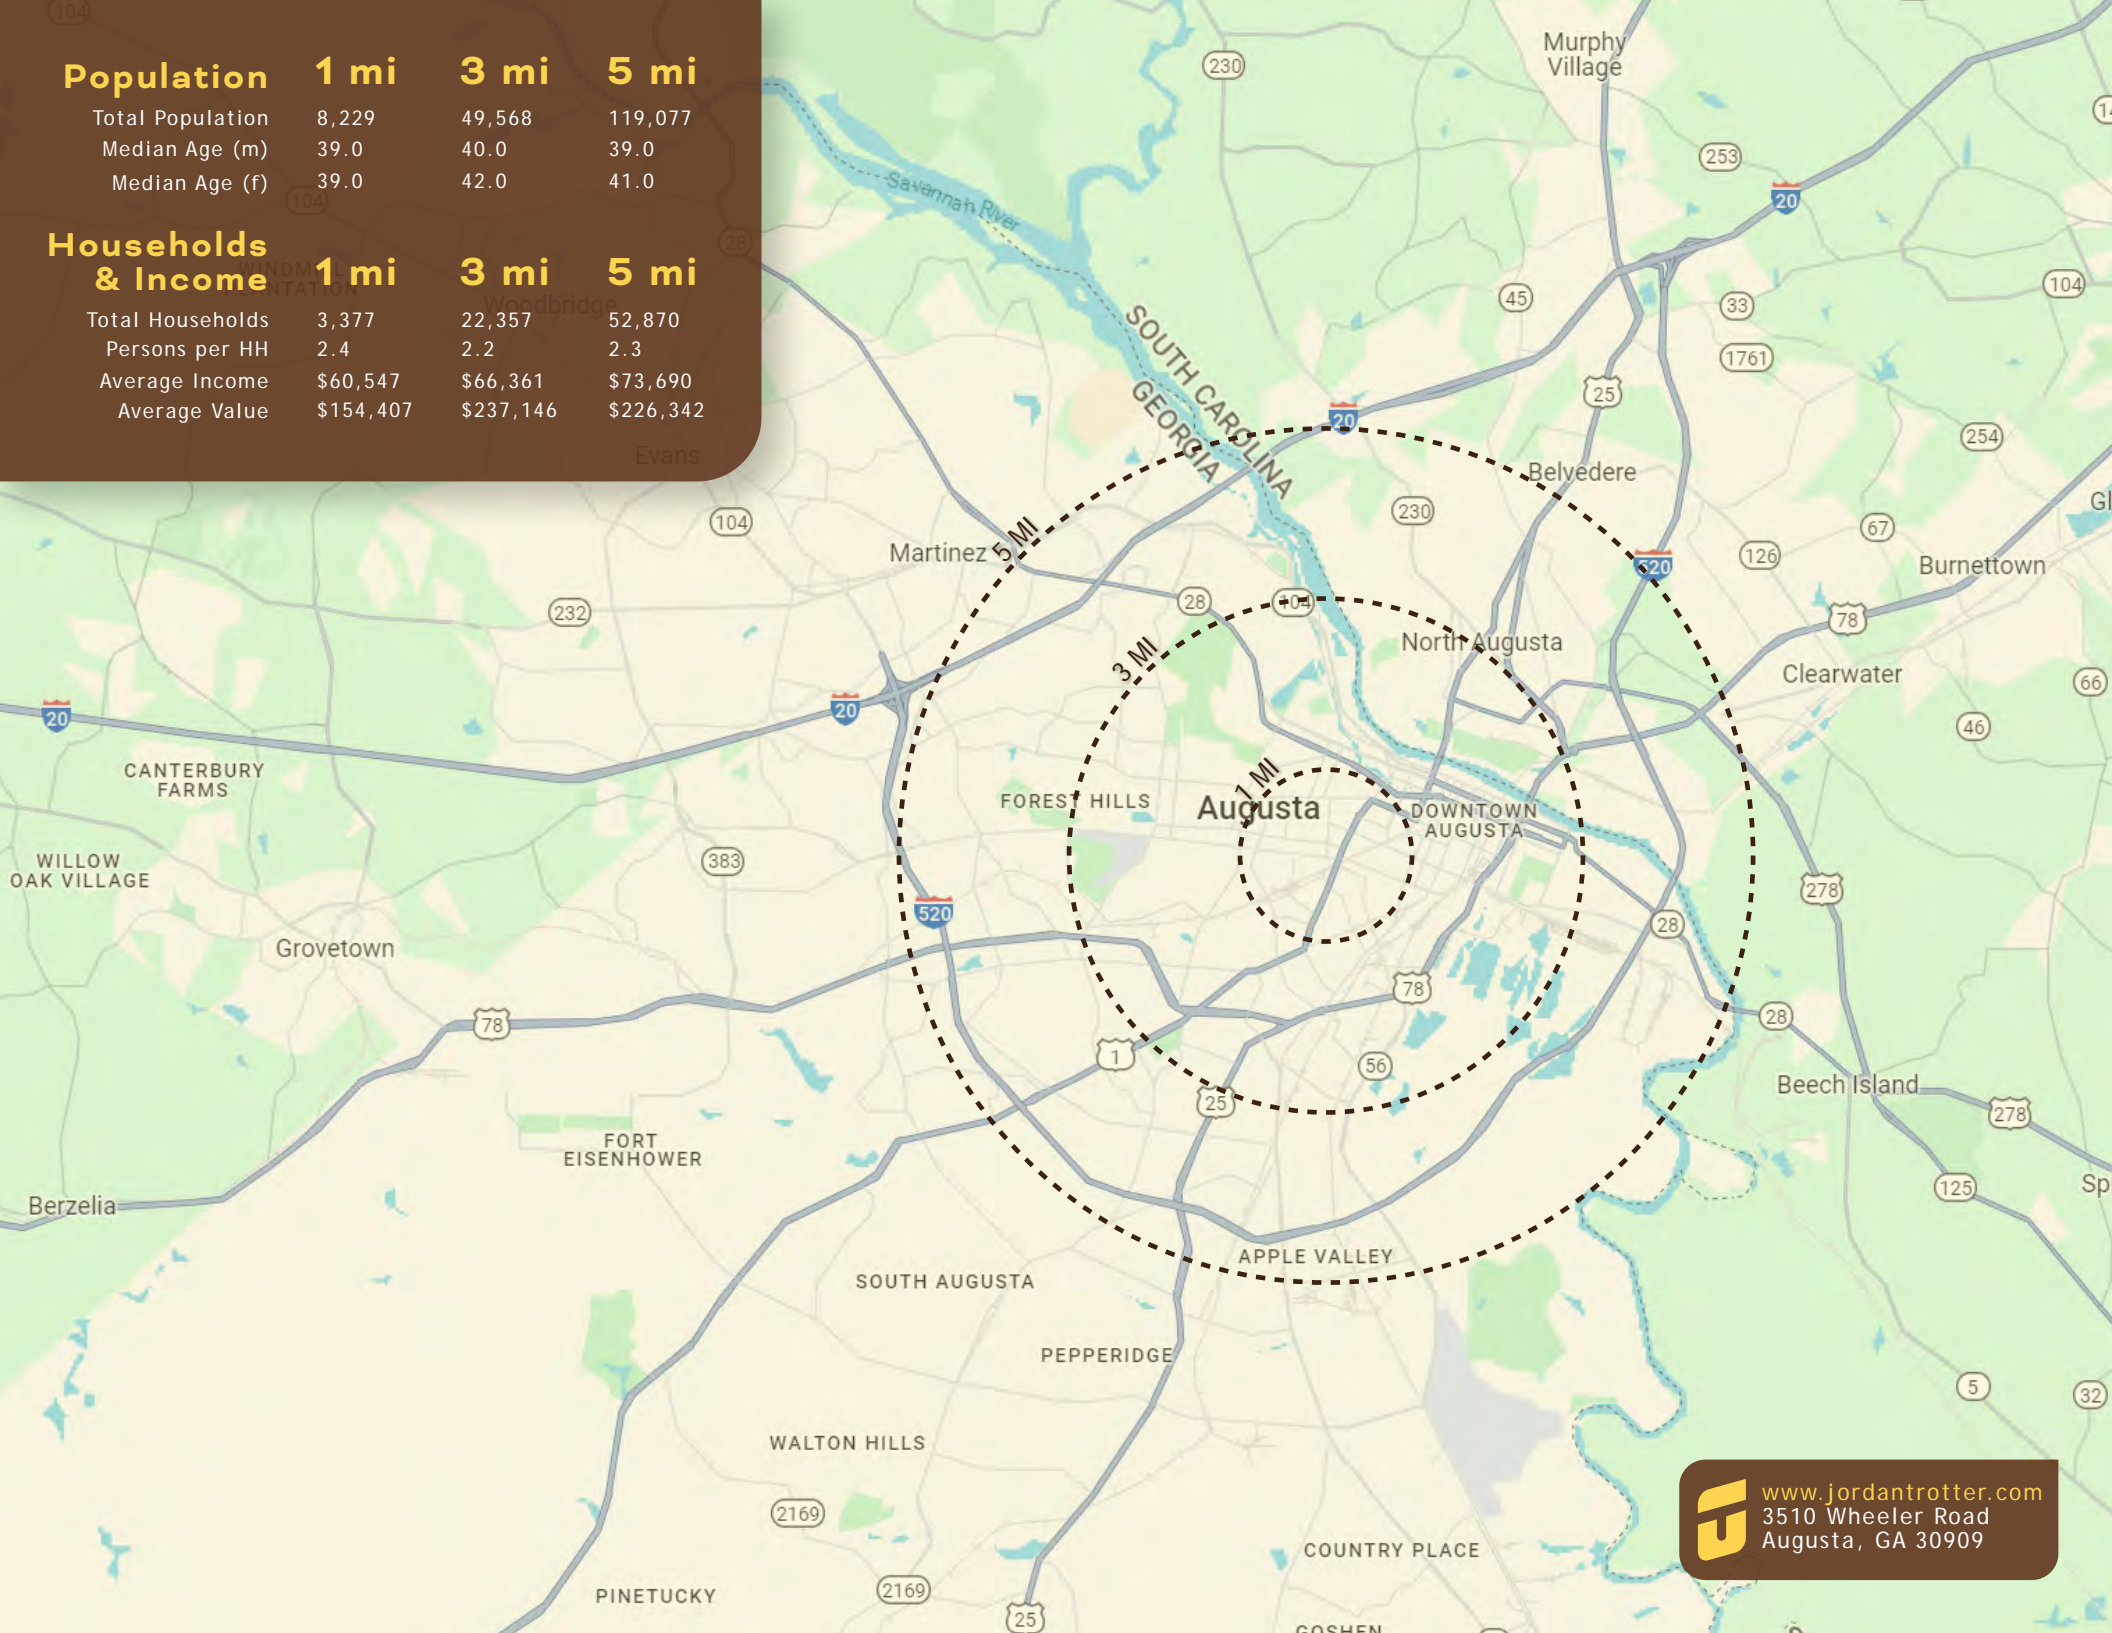 Population 1 mi 3 mi 5 mi
Total Population 8,229 49,568 119,077
Median Age (m) 39.0 40.0 39.0
Median Age (f) 39.0 42.0 41.0
Households
& Income 1 mi 3 mi 5 mi
Total Households 3,377 22,357 52,870
Persons per HH 2.4 2.2 2.3
Average Income $60,547 $66,361 $73,690
Average Value $154,407 $237,146 $226,342
104
104
28
Woodbridge
Evans
Murphy
Village
230
253
20
Savannah River
104
45
33
1761
SOUTH CAROLINA
GEORGIA
20
25
254
Belvedere
230
104
67
Martinez
5 MI
520
126
Burnettown
232
28
104
78
3 MI
North Augusta
Clearwater
66
20
20
46
CANTERBURY
FARMS
1 MI
FOREST HILLS
Augusta
DOWNTOWN
AUGUSTA
WILLOW
OAK VILLAGE
383
278
520
28
Grovetown
78
78
28
1
56
Beech Island
25
278
FORT
EISENHOWER
125
Berzelia
Sp
APPLE VALLEY
SOUTH AUGUSTA
PEPPERIDGE
5
32
WALTON HILLS
2169
COUNTRY PLACE
2169
PINETUCKY
25
GOSHEN
www.jordantrotter.com
3510 Wheeler Road
Augusta, GA 30909